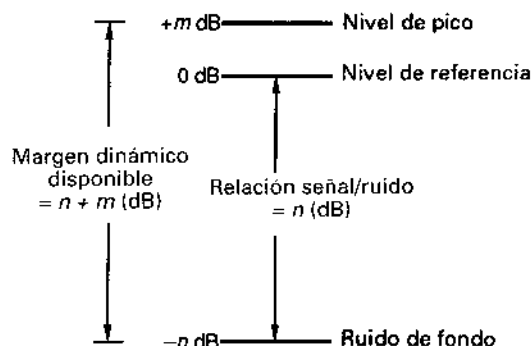 +m dB Nivel de pico
0 dB Nivel de referencia
Margen dinámico
disponible
= n + m (dB)
Relación señal/ruido
= n (dB)
−n dB Ruido de fondo